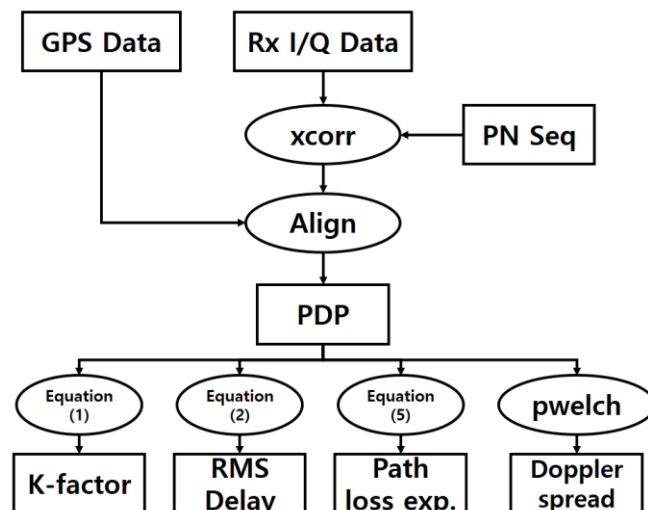 GPS Data
Rx I/Q Data
xcorr
PN Seq
Align
PDP
Equation
(1)
Equation
(2)
Equation
(5)
pwelch
K-factor
RMS
Delay
Path
loss exp.
Doppler
spread